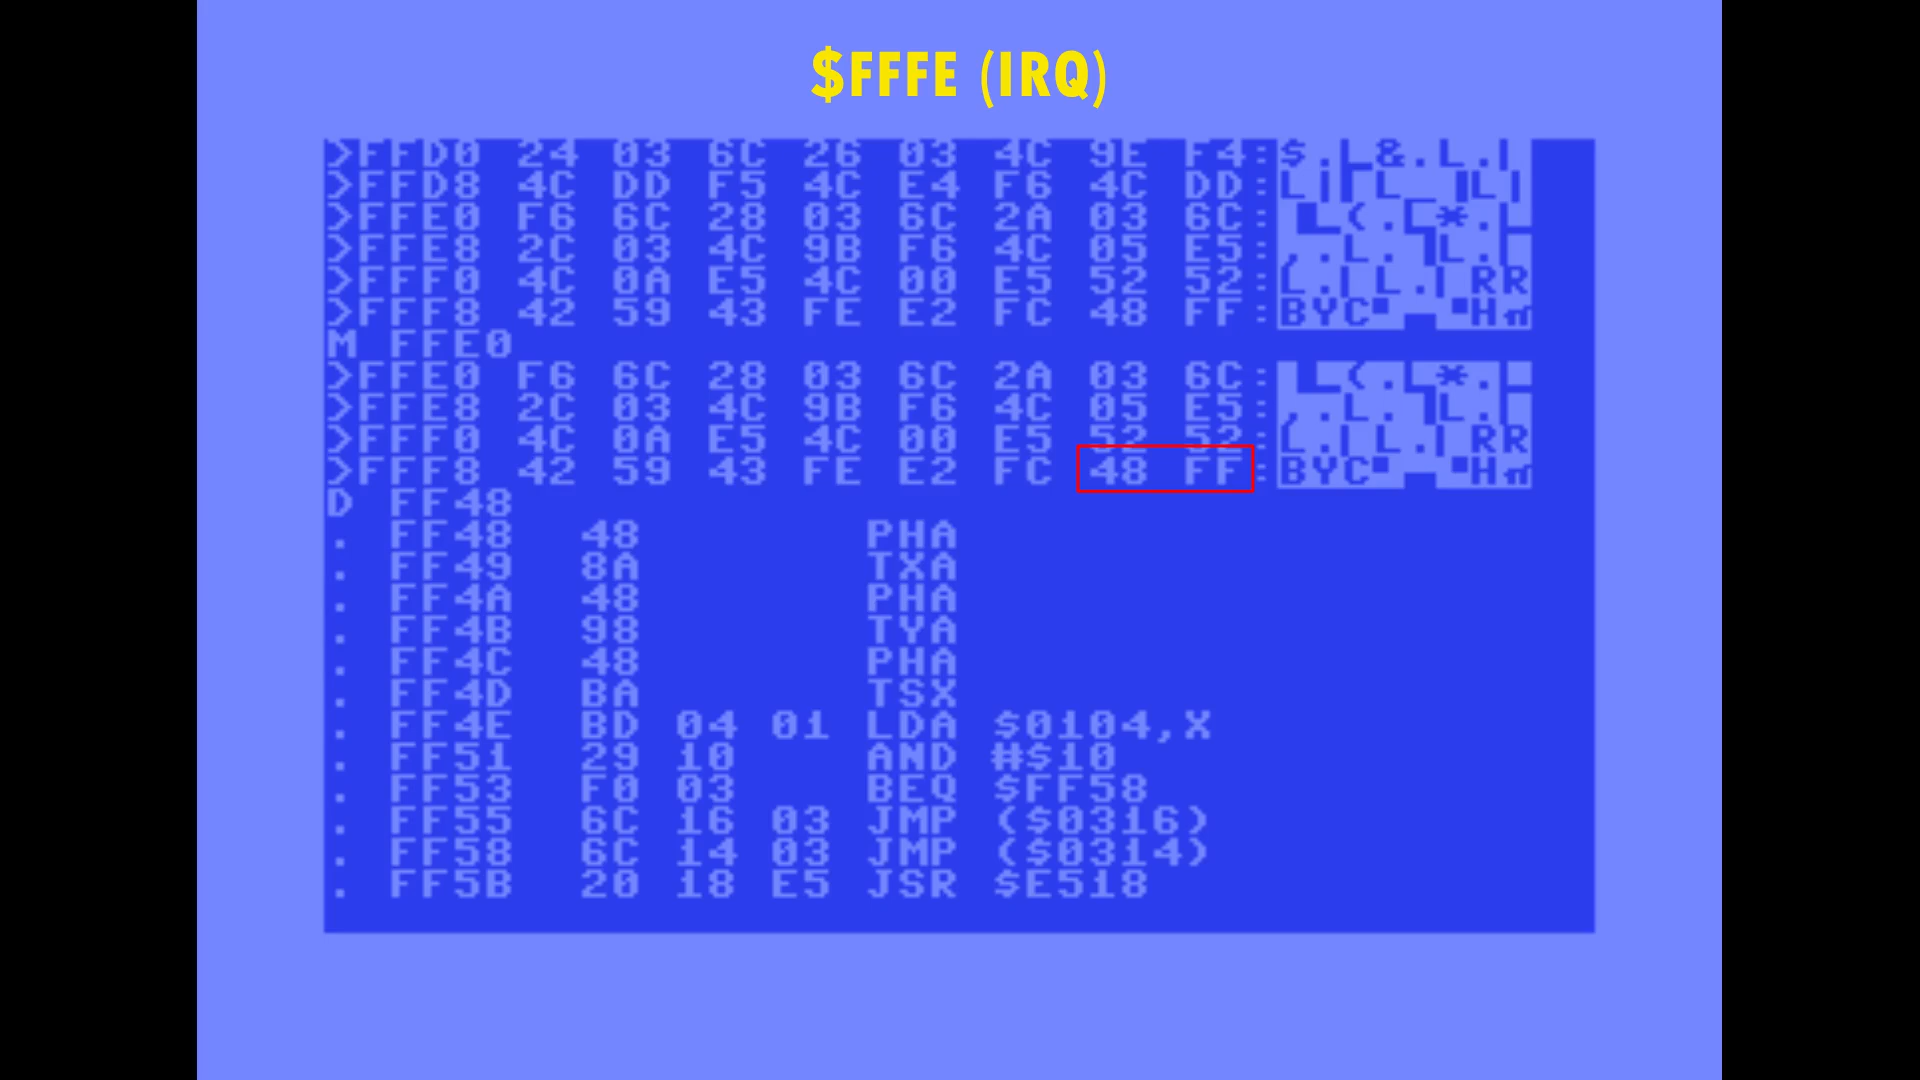 $FFFE (IRQ)
>FFD0 24 03 6C 26 03 4C 9E F4:$.L&.L.|
>FFD8 4C DD F5 4C E4 F6 4C DD:L
>FFE0 F6 6C 28 03 6C 2A 03 6C:(. *.
>FFE8 2C 03 4C 9B F6 4C 05 E5:,.L. L.
>FFF0 4C 0A E5 4C 00 E5 52 52:L.|L.|RR
>FFF8 42 59 43 FE E2 FC 48 FF:BYC H
M FFE0
>FFE0 F6 6C 28 03 6C 2A 03 6C:(. *.
>FFE8 2C 03 4C 9B F6 4C 05 E5:,.L. L.
>FFF0 4C 0A E5 4C 00 E5 52 52:L.|L.|RR
>FFF8 42 59 43 FE E2 FC 48 FF:BYC H
D FF48
. FF48 48 PHA
. FF49 8A TXA
. FF4A 48 PHA
. FF4B 98 TYA
. FF4C 48 PHA
. FF4D BA TSX
. FF4E BD 04 01 LDA $0104,X
. FF51 29 10 AND #$10
. FF53 F0 03 BEQ $FF58
. FF55 6C 16 03 JMP ($0316)
. FF58 6C 14 03 JMP ($0314)
. FF5B 20 18 E5 JSR $E518